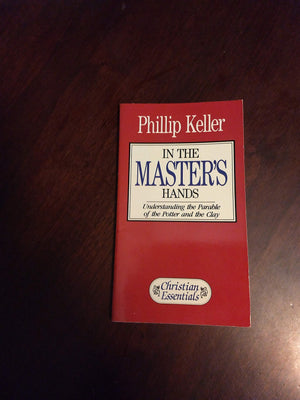 Phillip Keller
IN THE
MASTER'S
HANDS
Understanding the Parable
of the Potter and the Clay
Christian
Essentials